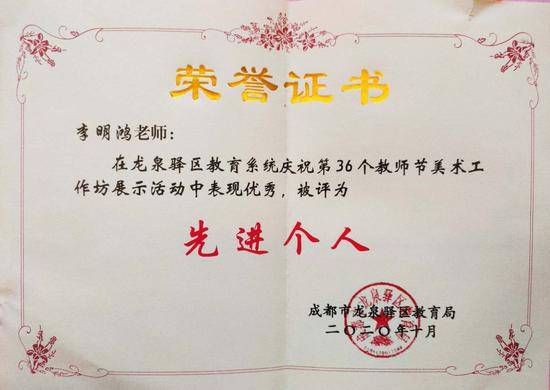 荣誉证书
李明鸿老师：
在龙泉驿区教育系统庆祝第36个教师节美术工
作坊展示活动中表现优秀，被评为
先进个人
成都市龙泉驿区教育局
二〇二〇年十月